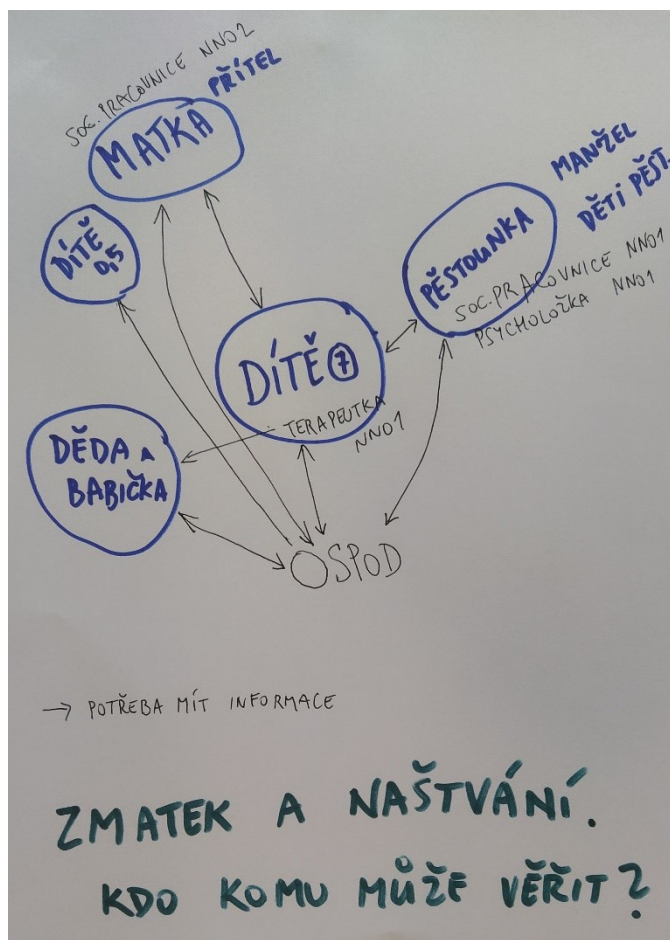 SOC. PRACOVNICE NNO2
PŘÍTEL
MATKA
MANŽEL
DĚTI PĚST.
DÍTĚ
0,5
PĚSTOUNKA
SOC. PRACOVNICE NNO1
PSYCHOLOŽKA NNO1
DÍTĚ 7
TERAPEUTKA
NNO1
DĚDA A
BABIČKA
OSPOD
→ POTŘEBA MÍT INFORMACE
ZMATEK A NAŠTVÁNÍ.
KDO KOMU MŮŽE VĚŘIT?